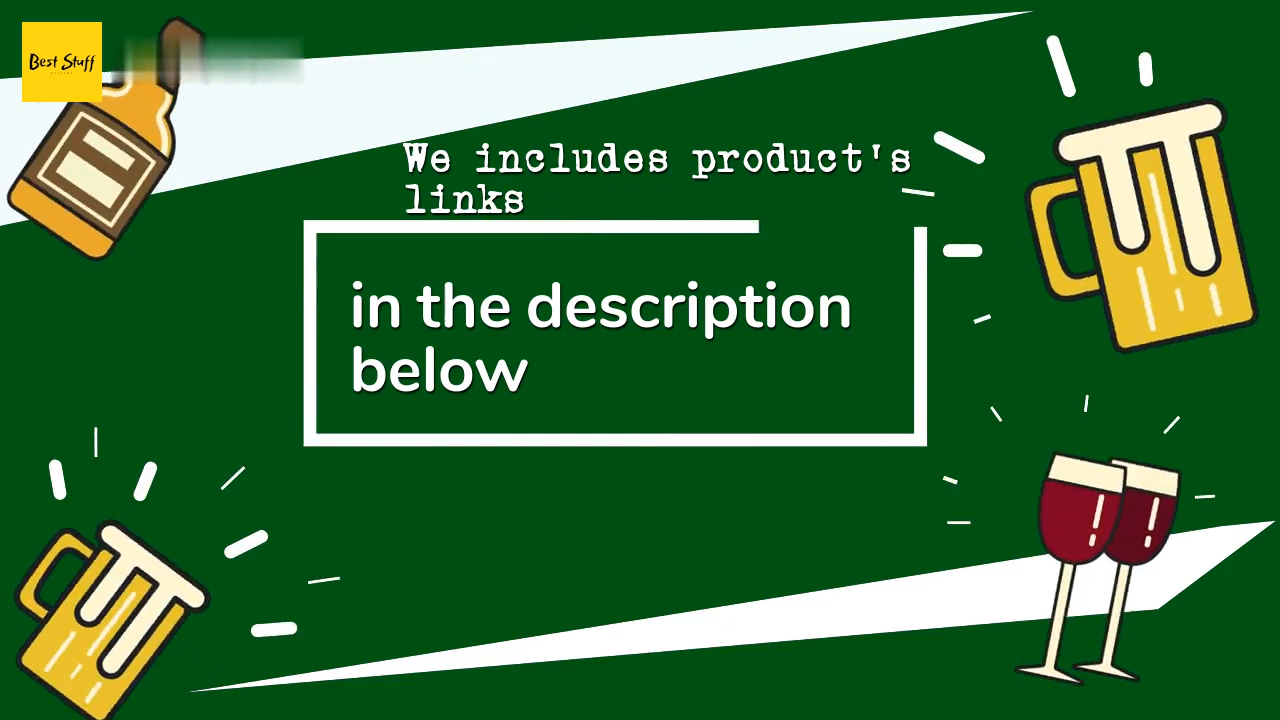 Best Stuff
We includes product's
links
in the description
below